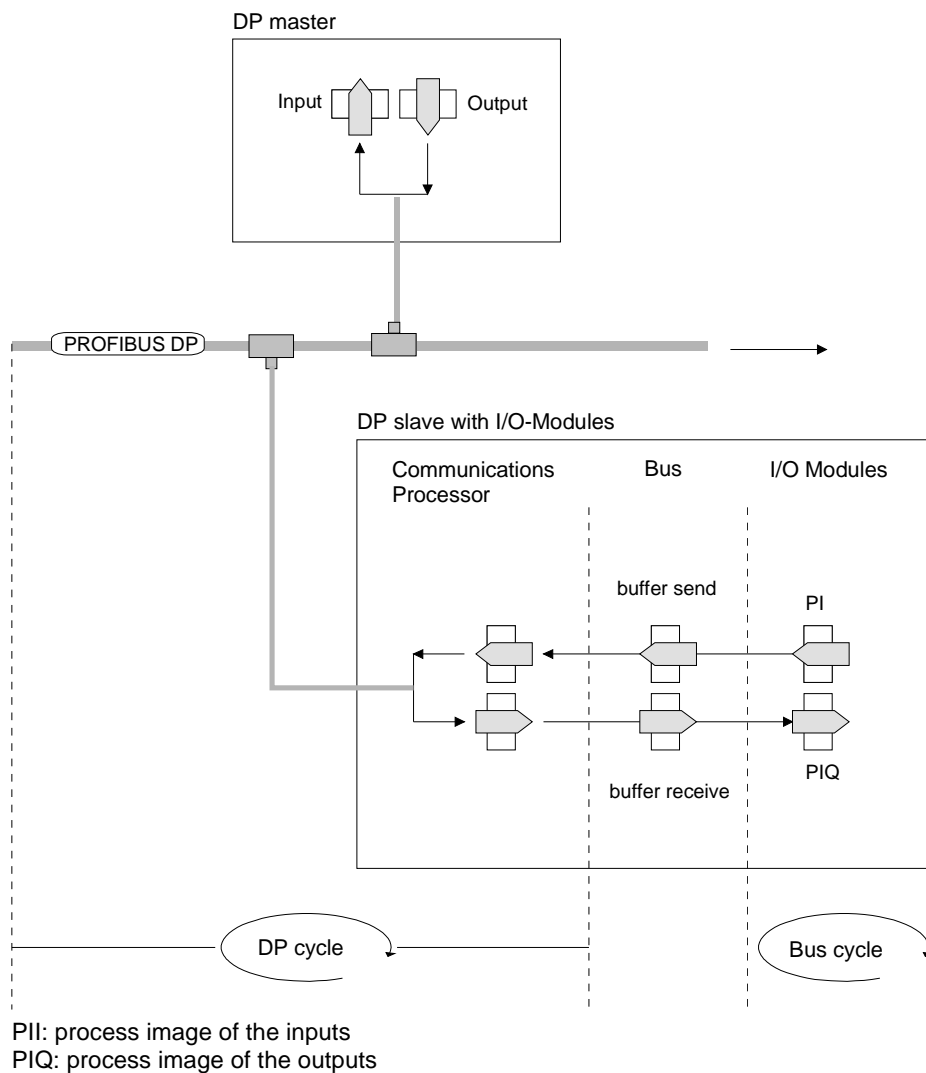 DP master
Input
Output
PROFIBUS DP
DP slave with I/O-Modules
Communications
Processor
Bus
I/O Modules
buffer send
PI
buffer receive
PIQ
DP cycle
Bus cycle
PII: process image of the inputs
PIQ: process image of the outputs